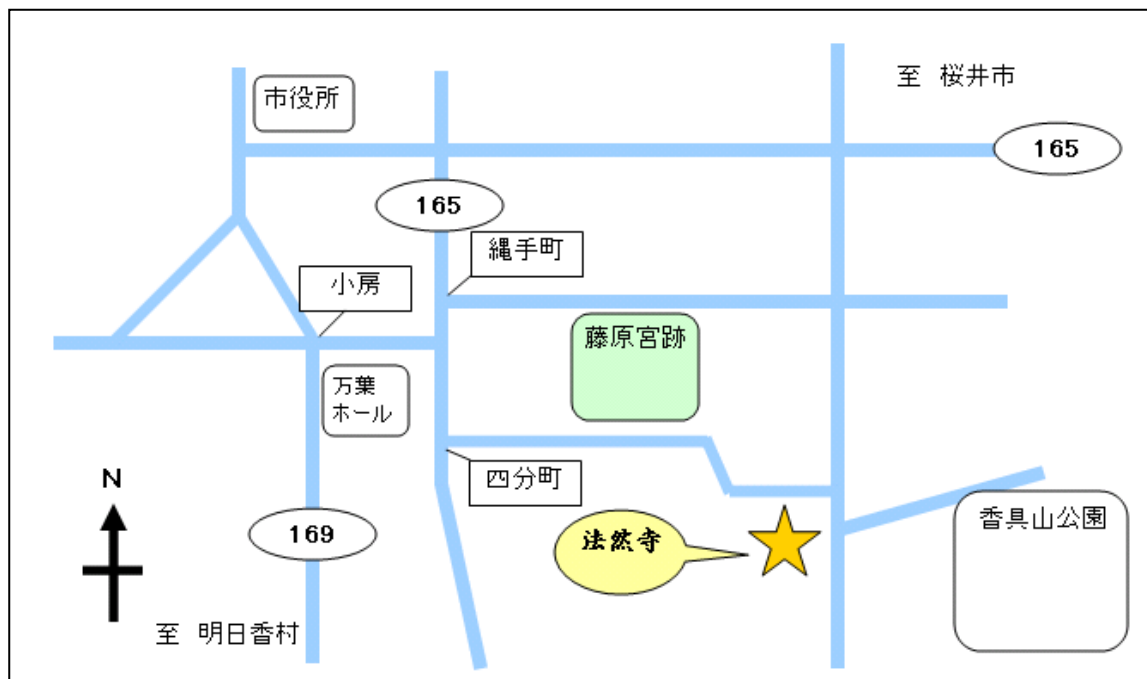 至 桜井市
市役所
165
165
縄手町
小房
藤原宮跡
万葉
ホール
四分町
N
香具山公園
169
法然寺
至 明日香村